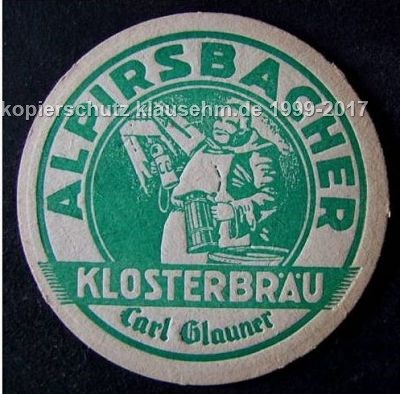 ALPIRSBACHER
kopierschutz klausehm.de 1999-2017
KLOSTERBRÄU
Carl Glauner